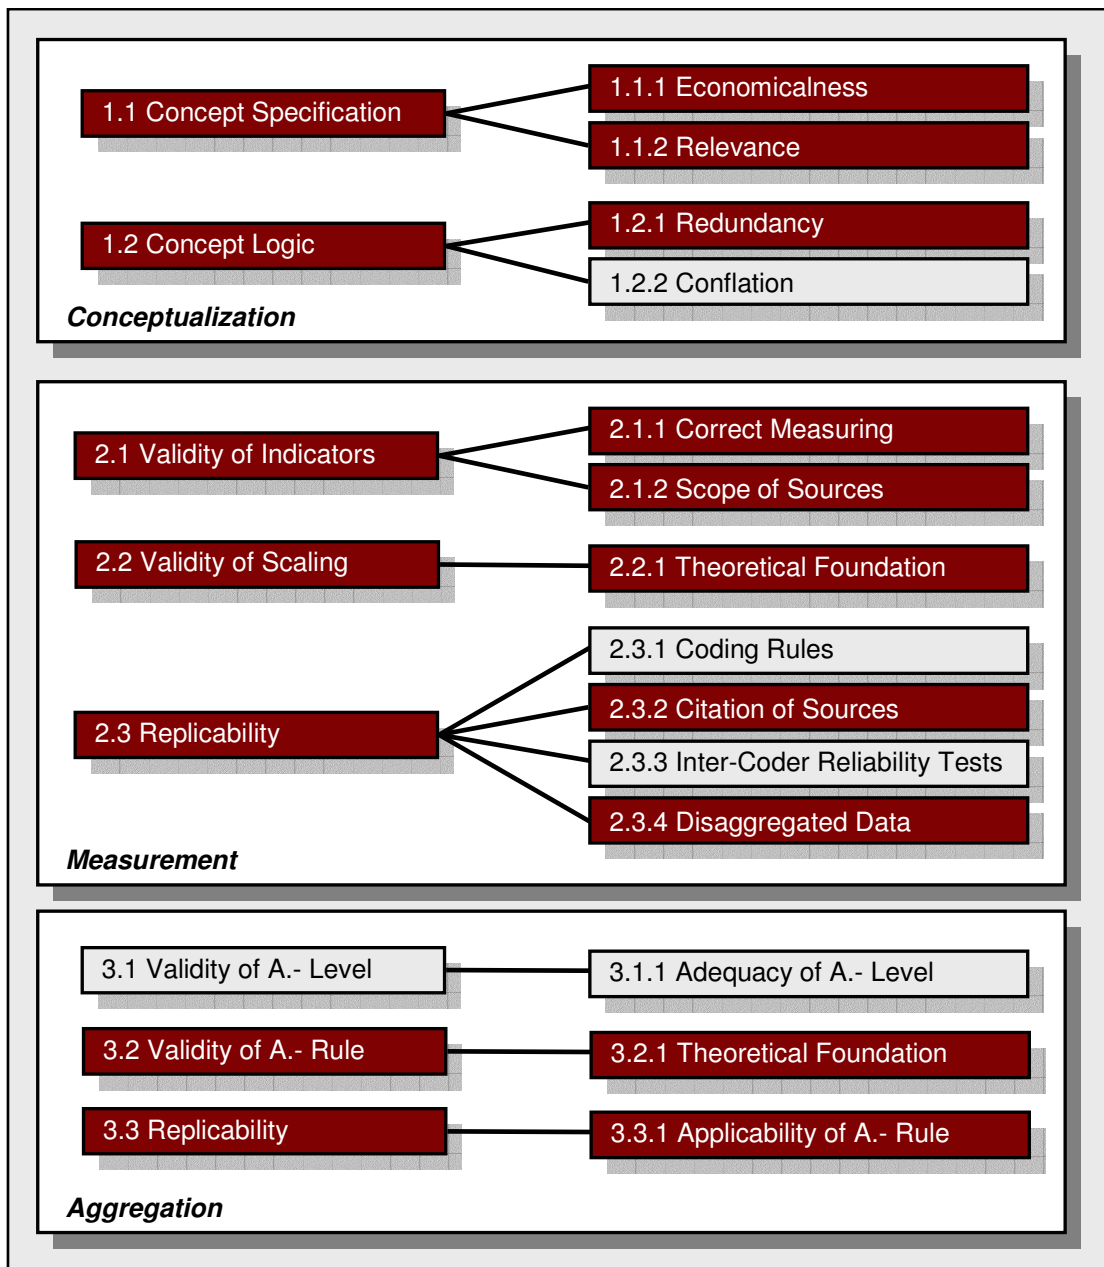 1.1 Concept Specification
1.1.1 Economicalness
1.1.2 Relevance
1.2 Concept Logic
1.2.1 Redundancy
1.2.2 Conflation
Conceptualization
2.1 Validity of Indicators
2.1.1 Correct Measuring
2.1.2 Scope of Sources
2.2 Validity of Scaling
2.2.1 Theoretical Foundation
2.3 Replicability
2.3.1 Coding Rules
2.3.2 Citation of Sources
2.3.3 Inter-Coder Reliability Tests
2.3.4 Disaggregated Data
Measurement
3.1 Validity of A.- Level
3.1.1 Adequacy of A.- Level
3.2 Validity of A.- Rule
3.2.1 Theoretical Foundation
3.3 Replicability
3.3.1 Applicability of A.- Rule
Aggregation